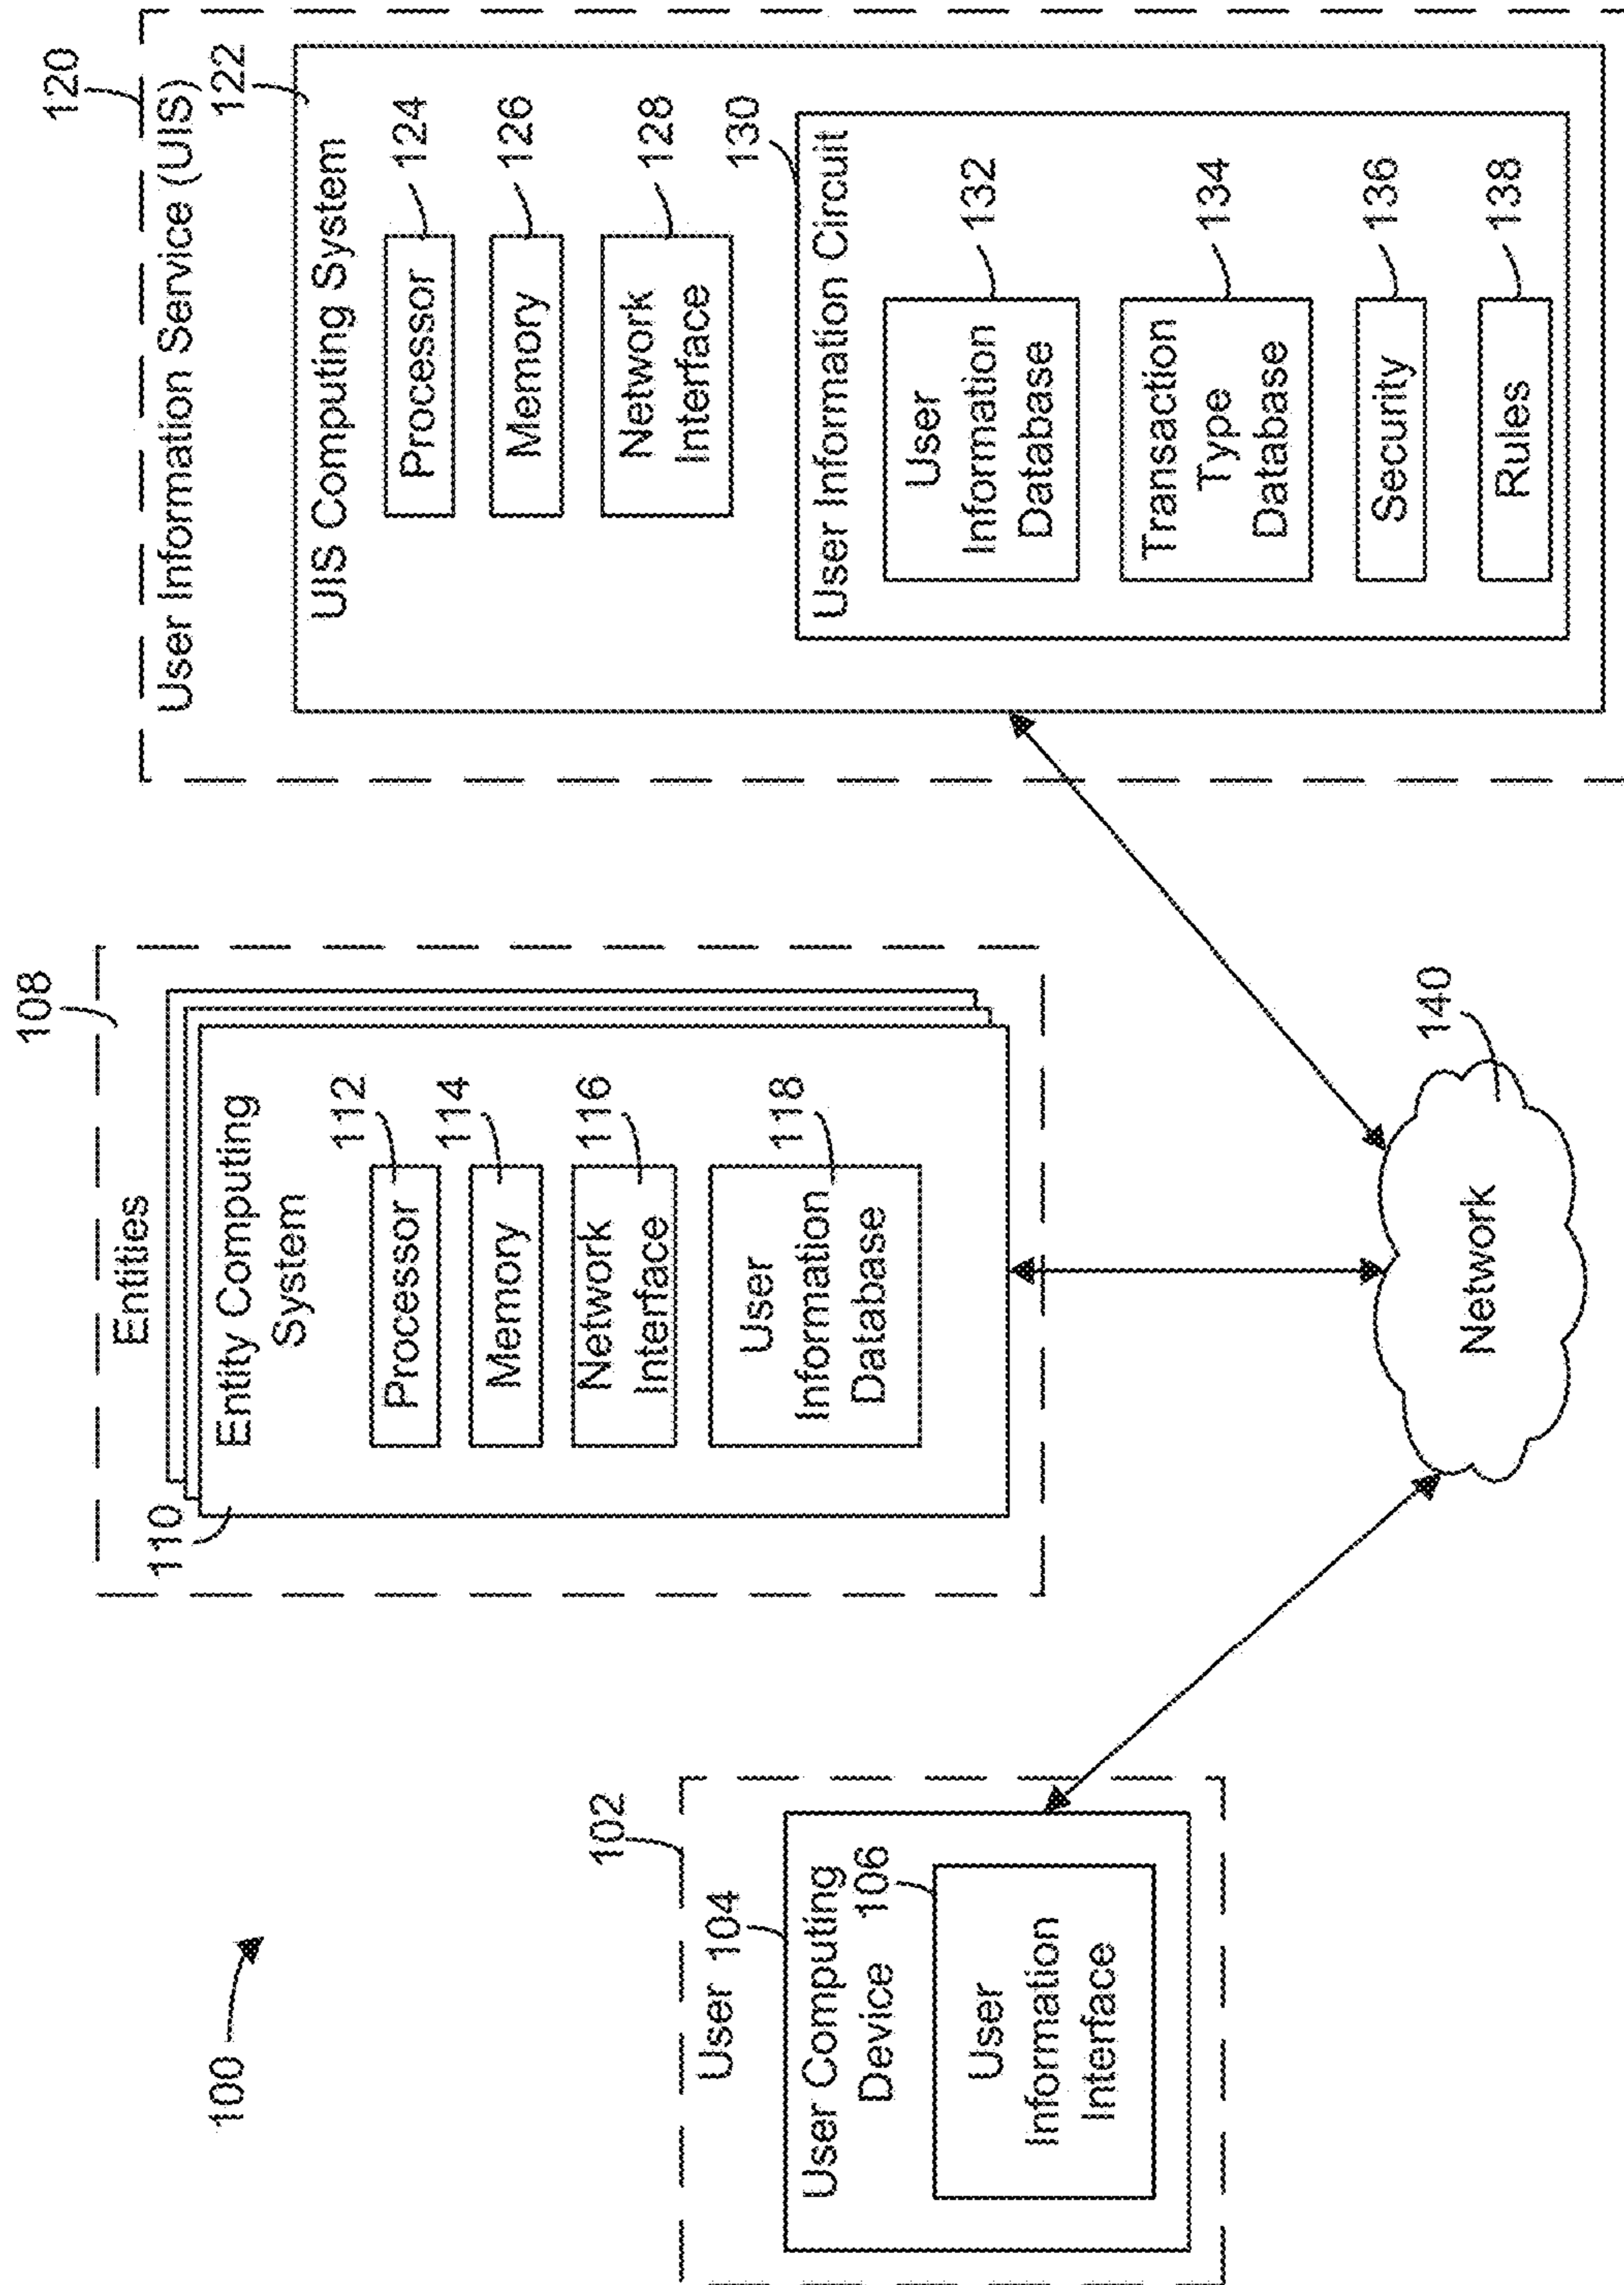 100
102
User 104
User Computing
Device 106
User
Information
Interface
108
Entities
110
Entity Computing
System
112
Processor
114
Memory
116
Network
Interface
118
User
Information
Database
120
User Information Service (UIS)
122
UIS Computing System
Processor
124
Memory
126
Network
Interface
128
130
User Information Circuit
User
Information
Database
132
Transaction
Type
Database
134
Security
136
Rules
138
140
Network